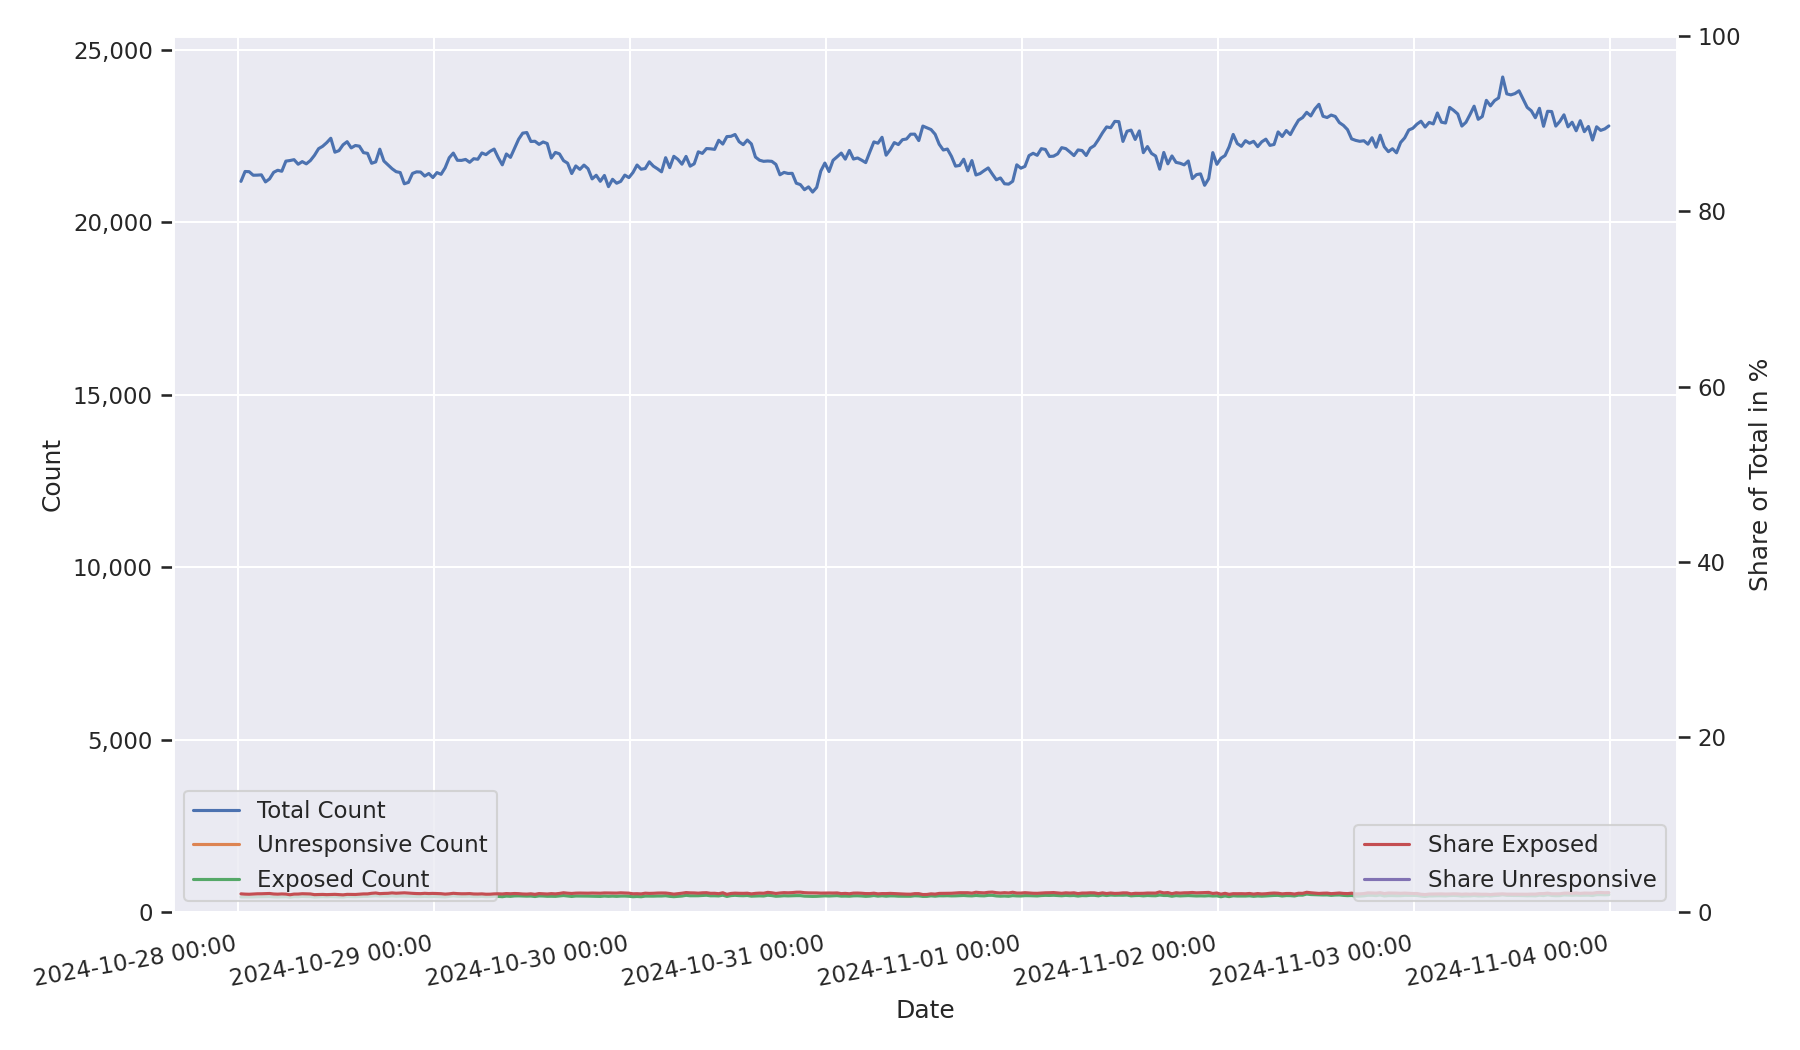 25,000
20,000
15,000
10,000
5,000
0
Count
100
80
60
40
20
0
Share of Total in %
Total Count
Unresponsive Count
Exposed Count
Share Exposed
Share Unresponsive
2024-10-28 00:00
2024-10-29 00:00
2024-10-30 00:00
2024-10-31 00:00
2024-11-01 00:00
2024-11-02 00:00
2024-11-03 00:00
2024-11-04 00:00
Date